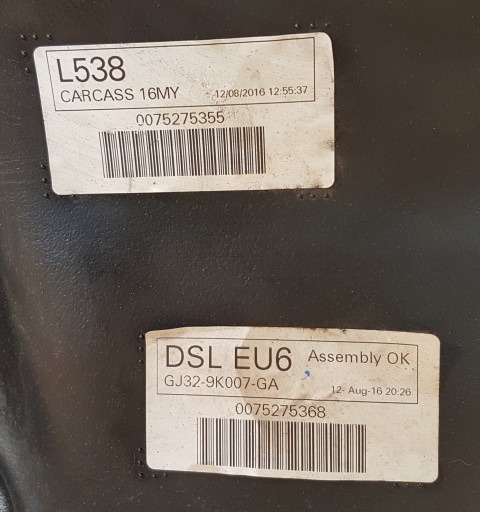 L538
CARCASS 16MY 12/08/2016 12:55:37
0075275355
DSL EU6 Assembly OK
GJ32-9K007-GA 12-Aug-16 20:26
0075275368